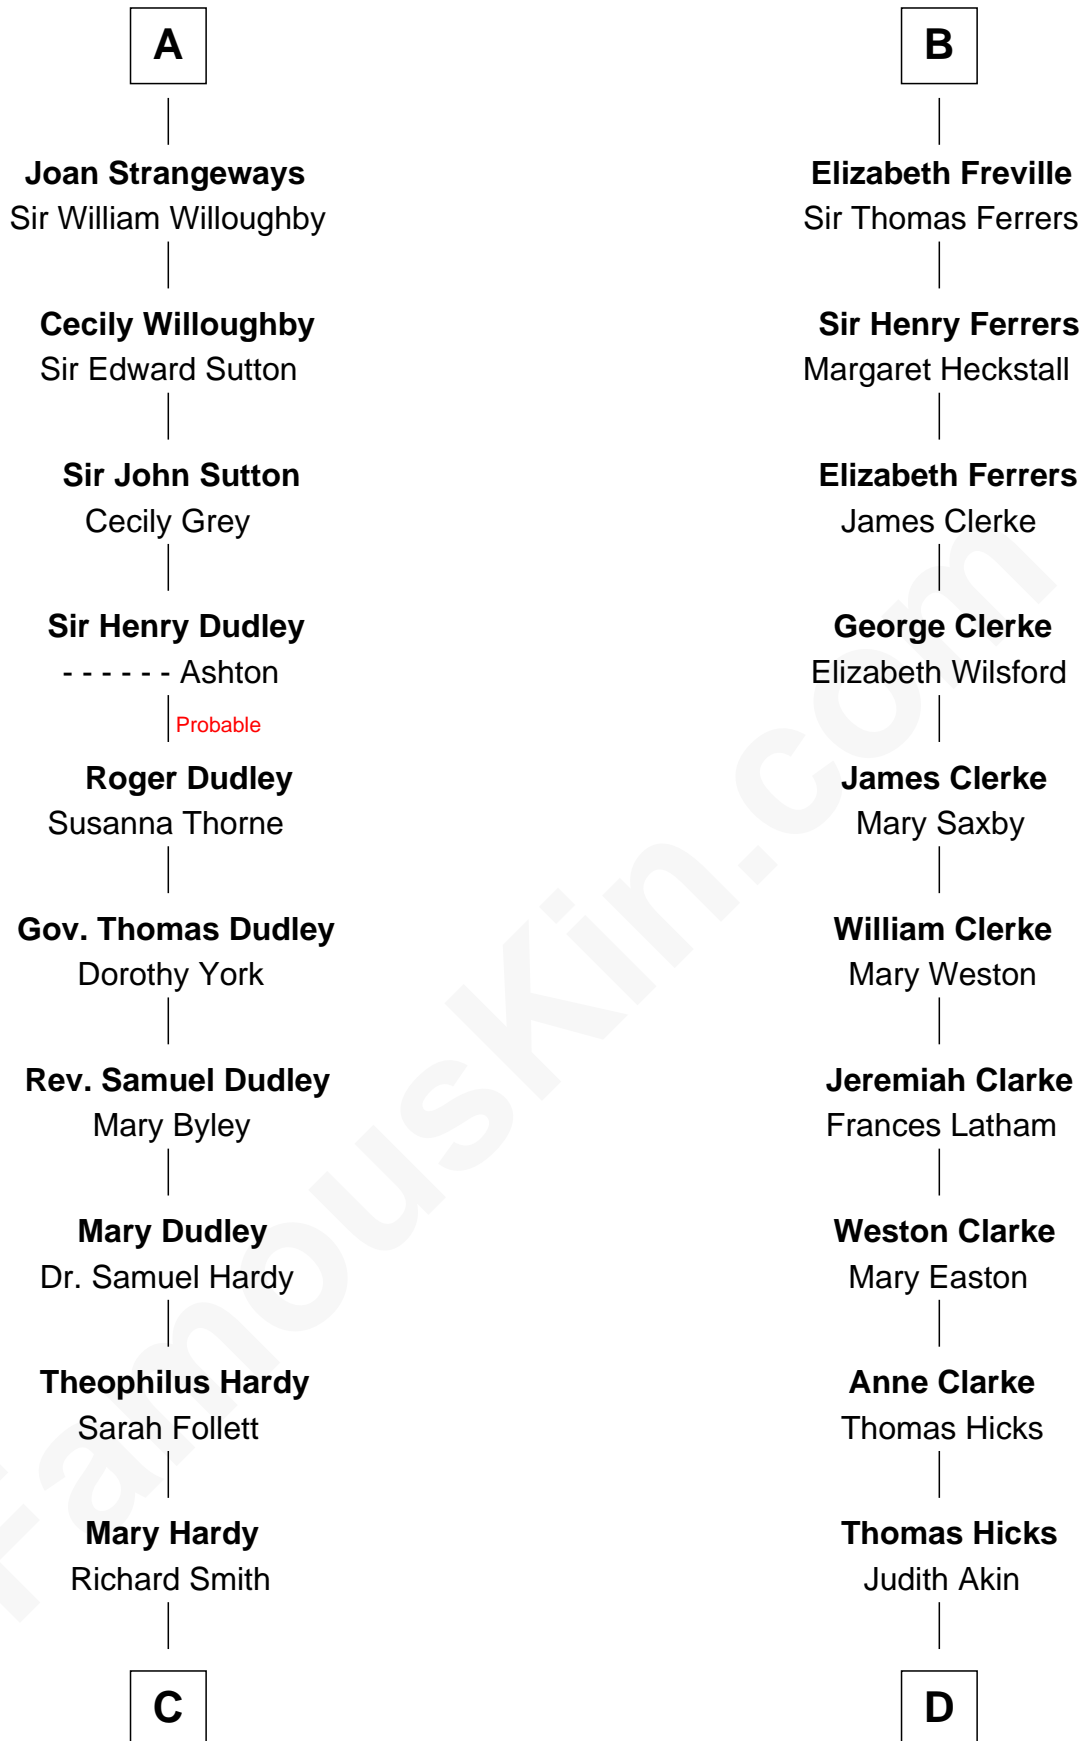 A
Joan Strangeways
Sir William Willoughby
Cecily Willoughby
Sir Edward Sutton
Sir John Sutton
Cecily Grey
Sir Henry Dudley
- - - - - - Ashton
Probable
Roger Dudley
Susanna Thorne
Gov. Thomas Dudley
Dorothy York
Rev. Samuel Dudley
Mary Byley
Mary Dudley
Dr. Samuel Hardy
Theophilus Hardy
Sarah Follett
Mary Hardy
Richard Smith
C
B
Elizabeth Freville
Sir Thomas Ferrers
Sir Henry Ferrers
Margaret Heckstall
Elizabeth Ferrers
James Clerke
George Clerke
Elizabeth Wilsford
James Clerke
Mary Saxby
William Clerke
Mary Weston
Jeremiah Clarke
Frances Latham
Weston Clarke
Mary Easton
Anne Clarke
Thomas Hicks
Thomas Hicks
Judith Akin
D
FamousKin.com